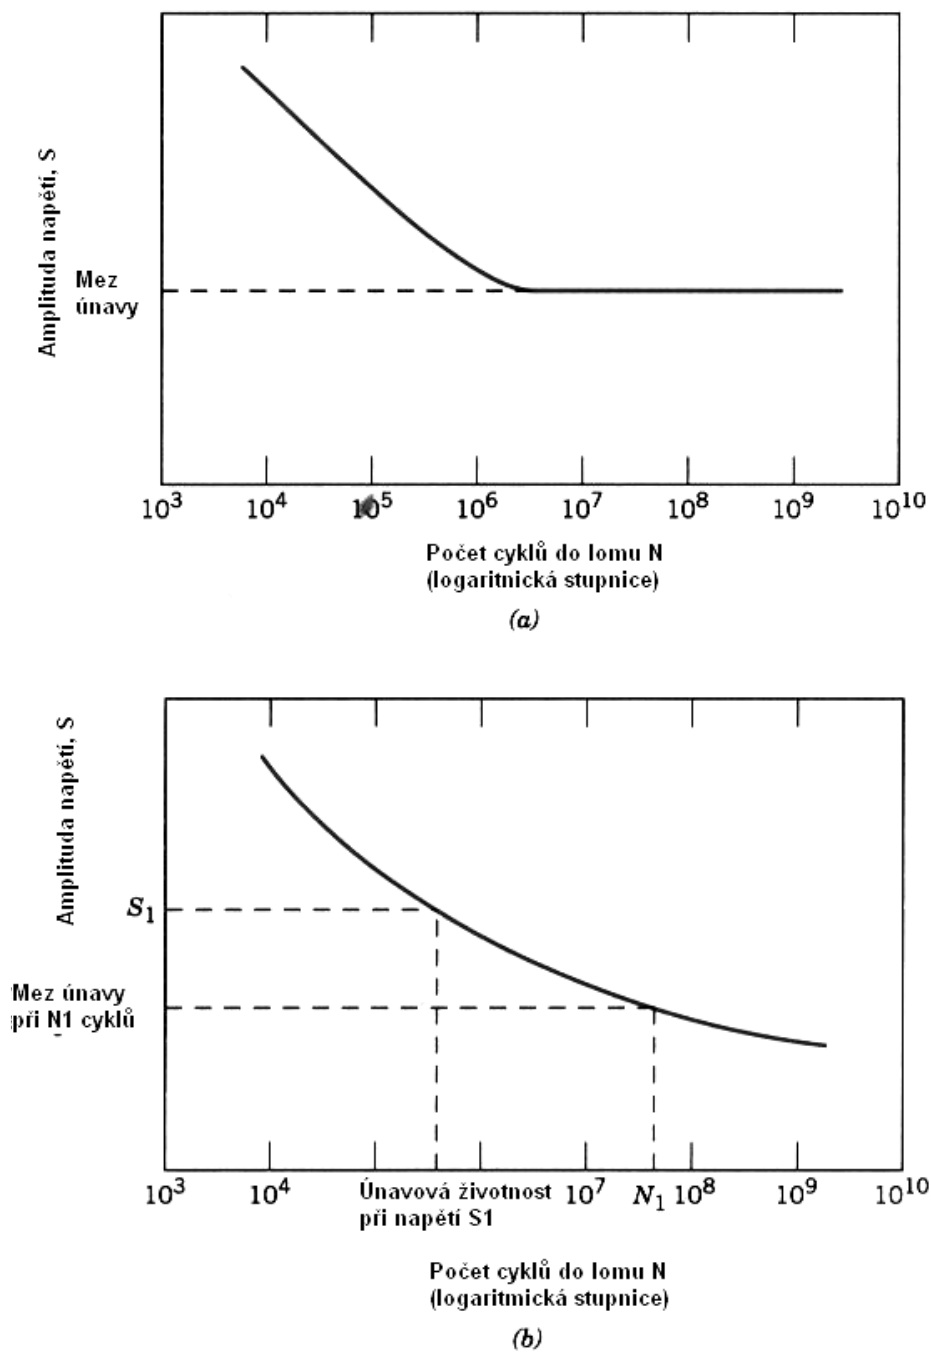 Amplituda napětí, S
Mez
únavy
10³ 10⁴ 10⁵ 10⁶ 10⁷ 10⁸ 10⁹ 10¹⁰
Počet cyklů do lomu N
(logaritnická stupnice)
(a)
Amplituda napětí, S
S₁
Mez únavy
při N1 cyklů
10³ 10⁴ Únavová životnost 10⁷ N₁ 10⁸ 10⁹ 10¹⁰
při napětí S1
Počet cyklů do lomu N
(logaritmická stupnice)
(b)